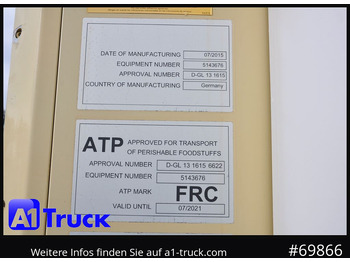 DATE OF MANUFACTURING 07/2015
EQUIPMENT NUMBER 5143676
APPROVAL NUMBER D-GL 13 1615
COUNTRY OF MANUFACTURING Germany
ATP APPROVED FOR TRANSPORT OF PERISHABLE FOODSTUFFS
APPROVAL NUMBER D-GL 13 1615 6622
EQUIPMENT NUMBER 5143676
ATP MARK FRC
VALID UNTIL 07/2021
A1 Truck
Weitere Infos finden Sie auf a1-truck.com
#69866